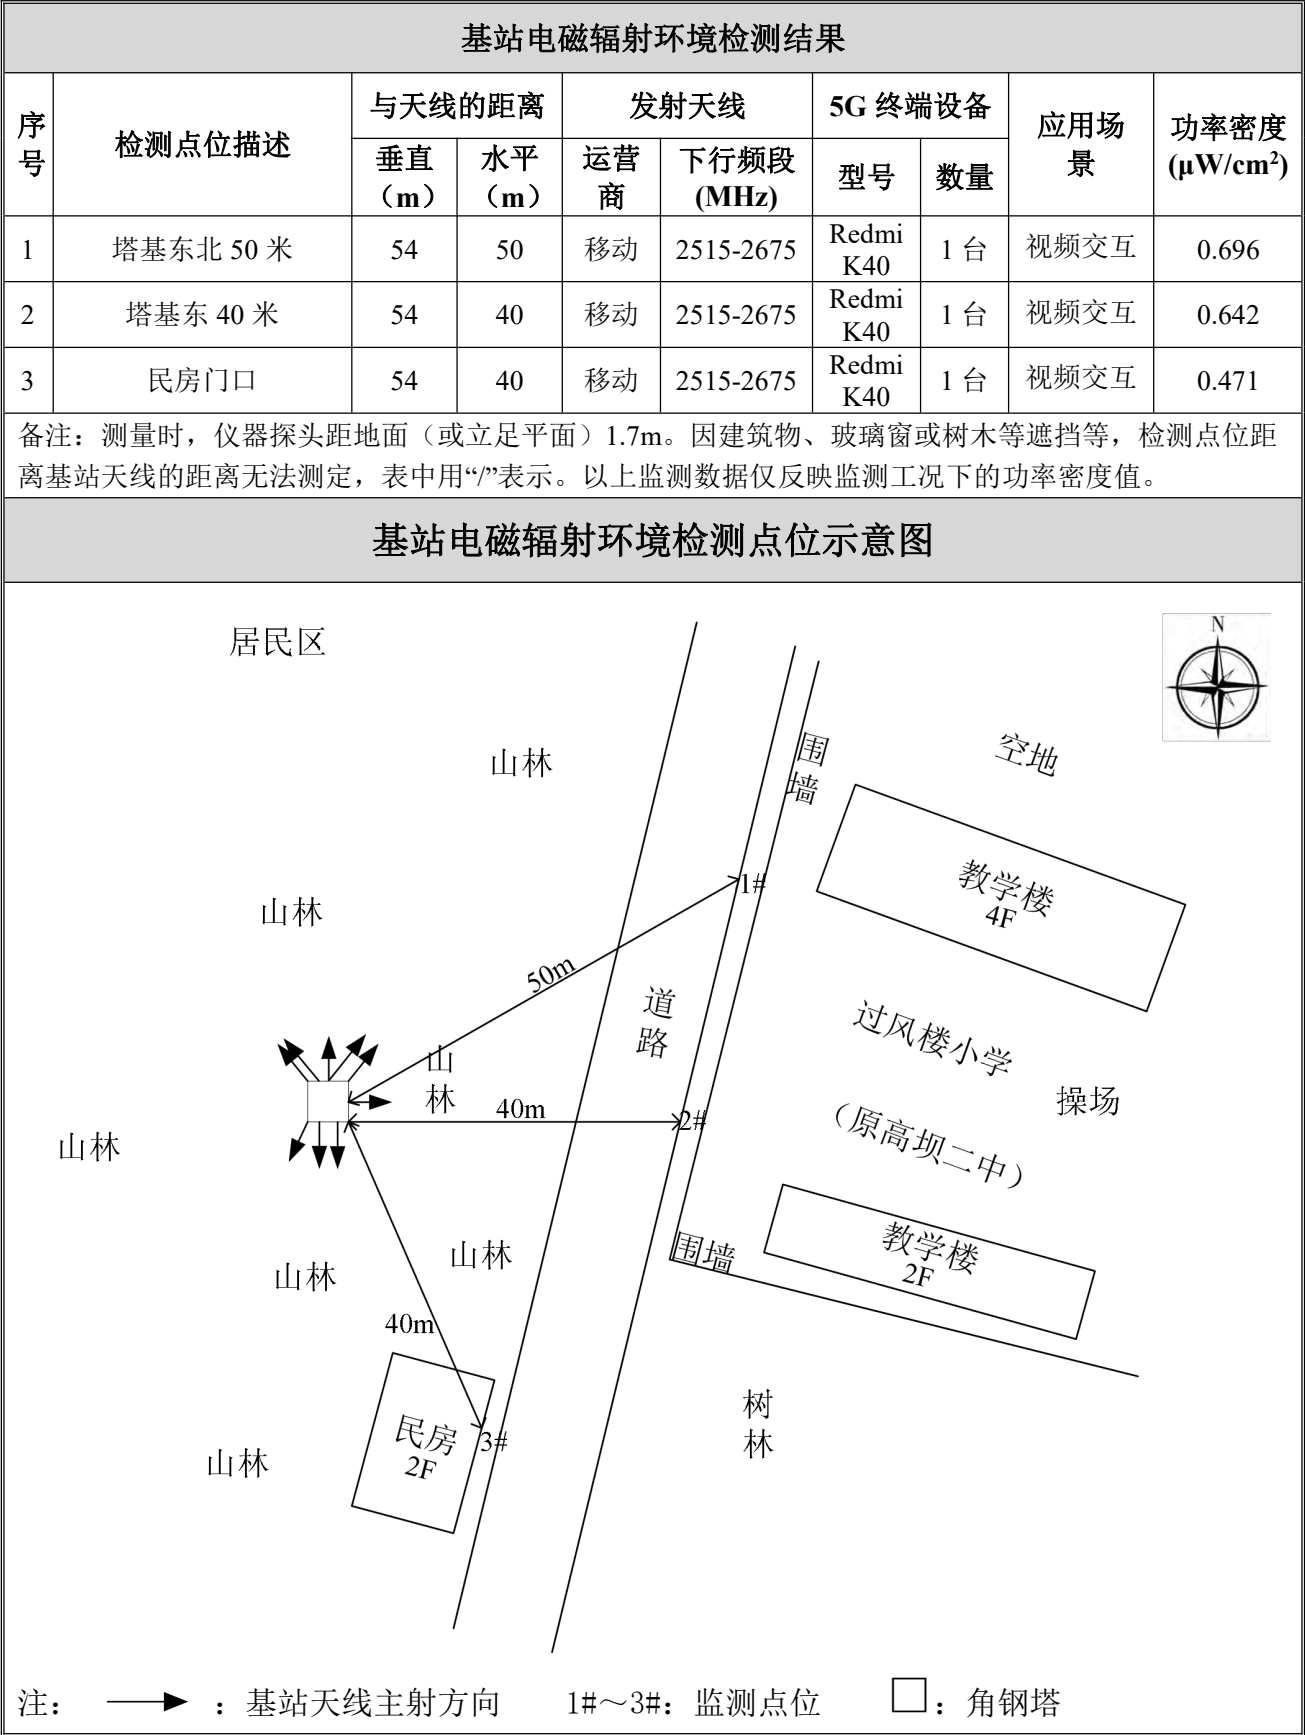 基站电磁辐射环境检测结果
序号 检测点位描述 与天线的距离 发射天线 5G 终端设备 应用场景 功率密度(μW/cm²)
垂直（m） 水平（m） 运营商 下行频段(MHz) 型号 数量
1 塔基东北 50 米 54 50 移动 2515-2675 Redmi K40 1 台 视频交互 0.696
2 塔基东 40 米 54 40 移动 2515-2675 Redmi K40 1 台 视频交互 0.642
3 民房门口 54 40 移动 2515-2675 Redmi K40 1 台 视频交互 0.471
备注：测量时，仪器探头距地面（或立足平面）1.7m。因建筑物、玻璃窗或树木等遮挡等，检测点位距
离基站天线的距离无法测定，表中用“/”表示。以上监测数据仅反映监测工况下的功率密度值。
基站电磁辐射环境检测点位示意图
居民区
N
山林
围墙
空地
教学楼
4F
1#
山林
50m
道路
过风楼小学
山林
操场
40m
2#
（原高坝二中）
山林
围墙
教学楼
2F
山林
山林
40m
树林
民房
2F
3#
山林
注： ：基站天线主射方向 1#～3#：监测点位 ：角钢塔